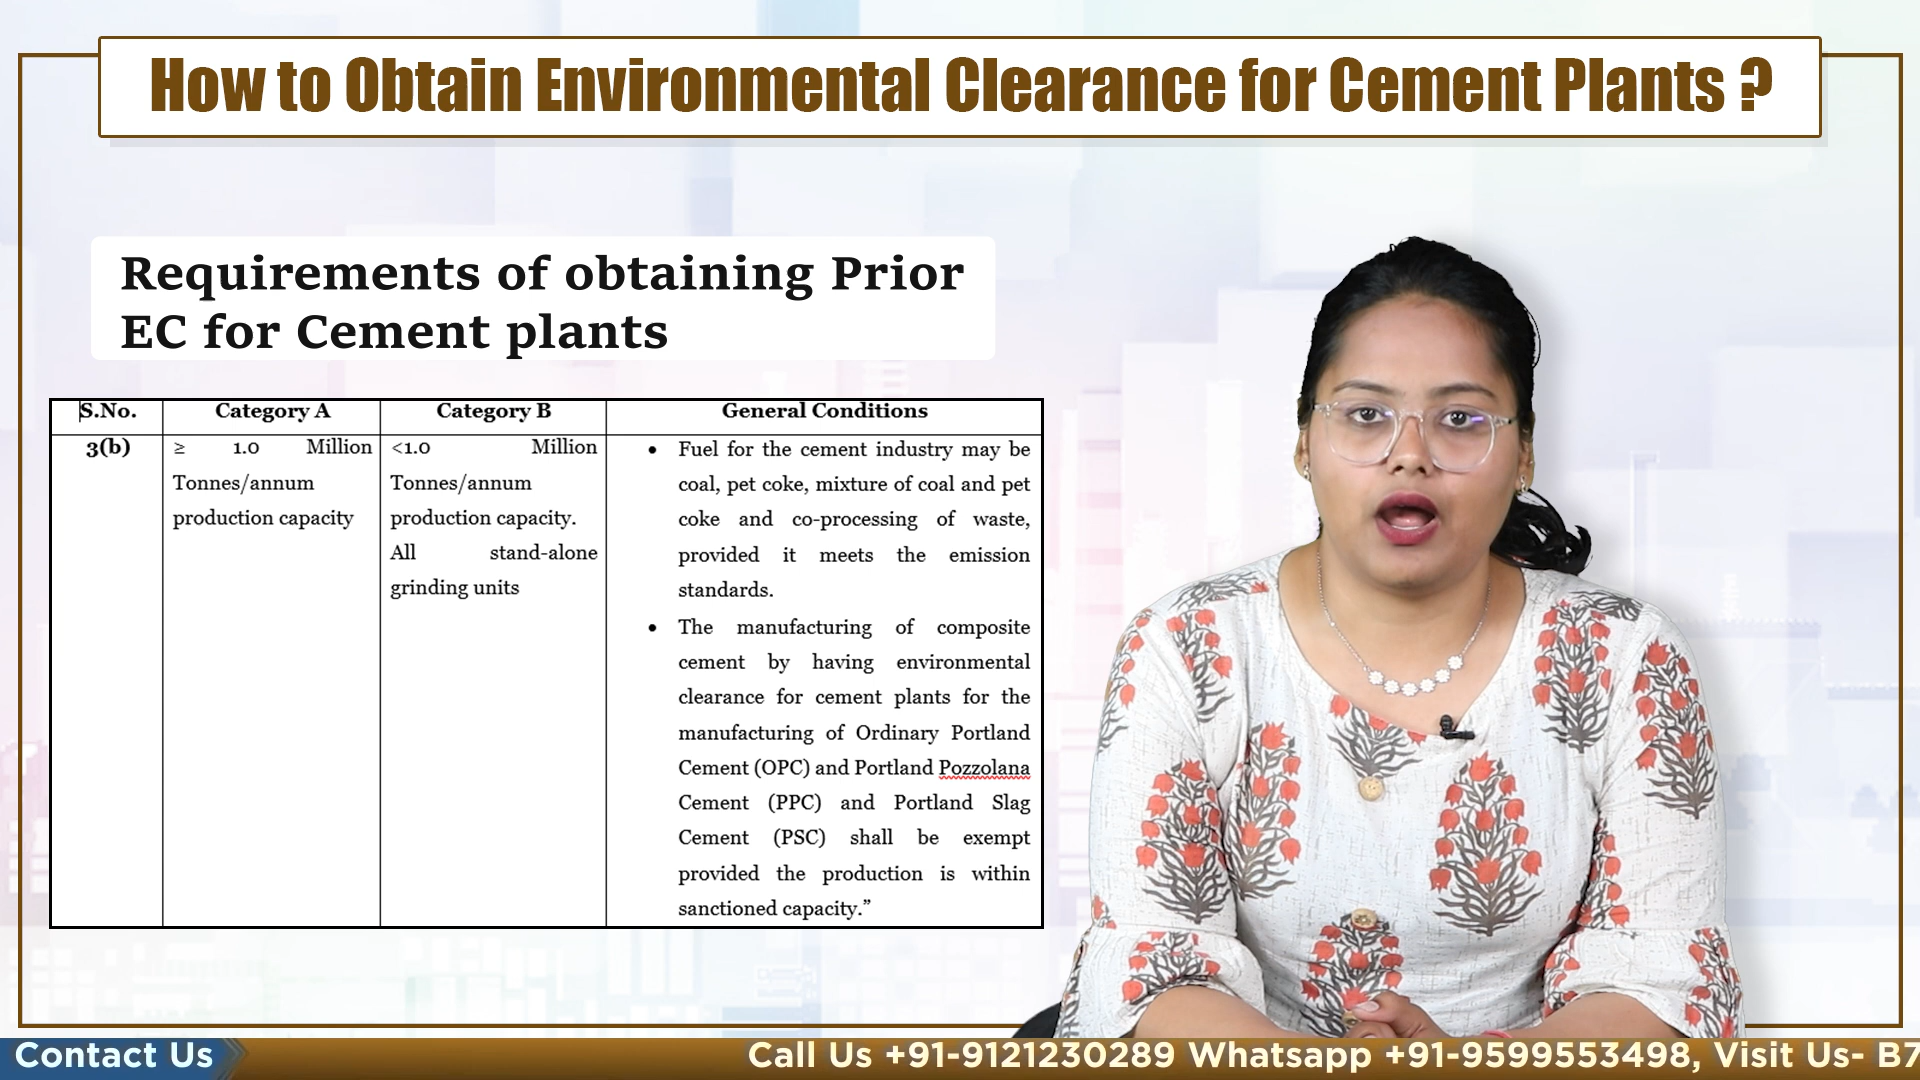 How to Obtain Environmental Clearance for Cement Plants ?
Requirements of obtaining Prior
EC for Cement plants
S.No. Category A Category B General Conditions
3(b)
≥ 1.0 Million
Tonnes/annum
production capacity
<1.0 Million
Tonnes/annum
production capacity.
All stand-alone
grinding units
• Fuel for the cement industry may be
coal, pet coke, mixture of coal and pet
coke and co-processing of waste,
provided it meets the emission
standards.
• The manufacturing of composite
cement by having environmental
clearance for cement plants for the
manufacturing of Ordinary Portland
Cement (OPC) and Portland Pozzolana
Cement (PPC) and Portland Slag
Cement (PSC) shall be exempt
provided the production is within
sanctioned capacity.”
Contact Us
Call Us +91-9121230289 Whatsapp +91-9599553498, Visit Us- B7